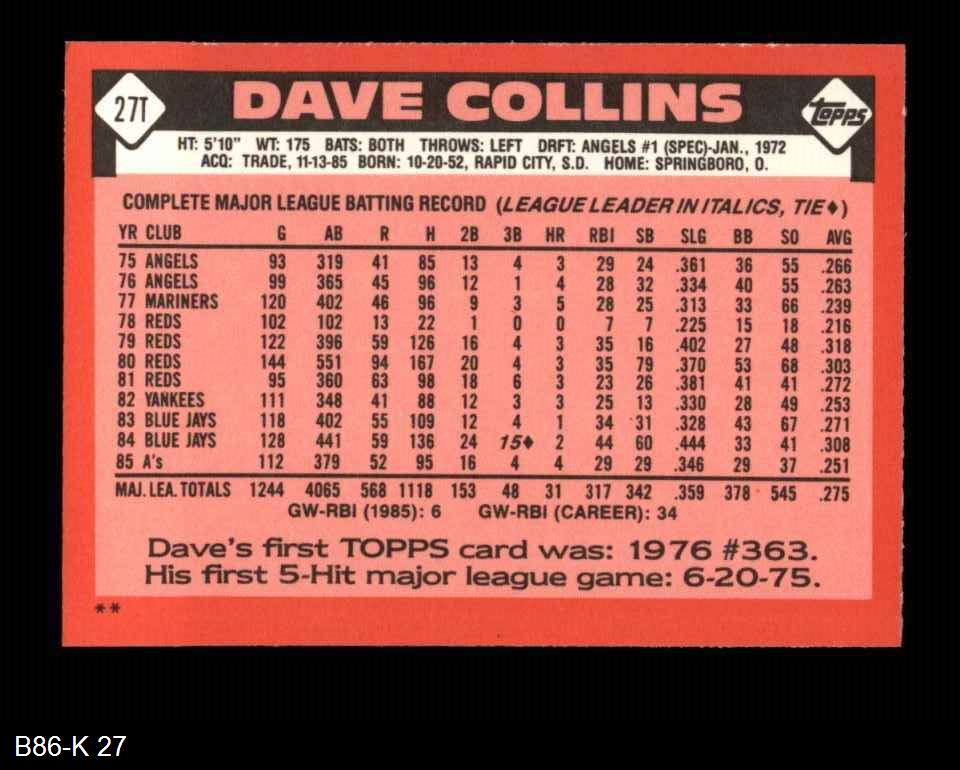 27T
DAVE COLLINS
Topps
HT: 5'10" WT: 175 BATS: BOTH THROWS: LEFT DRFT: ANGELS #1 (SPEC)-JAN., 1972
ACQ: TRADE, 11-13-85 BORN: 10-20-52, RAPID CITY, S.D. HOME: SPRINGBORO, O.
COMPLETE MAJOR LEAGUE BATTING RECORD (LEAGUE LEADER IN ITALICS, TIE♦)
YR CLUB G AB R H 2B 3B HR RBI SB SLG BB SO AVG
75 ANGELS 93 319 41 85 13 4 3 29 24 .361 36 55 .266
76 ANGELS 99 365 45 96 12 1 4 28 32 .334 40 55 .263
77 MARINERS 120 402 46 96 9 3 5 28 25 .313 33 66 .239
78 REDS 102 102 13 22 1 0 0 7 7 .225 15 18 .216
79 REDS 122 396 59 126 16 4 3 35 16 .402 27 48 .318
80 REDS 144 551 94 167 20 4 3 35 79 .370 53 68 .303
81 REDS 95 360 63 98 18 6 3 23 26 .381 41 41 .272
82 YANKEES 111 348 41 88 12 3 3 25 13 .330 28 49 .253
83 BLUE JAYS 118 402 55 109 12 4 1 34 31 .328 43 67 .271
84 BLUE JAYS 128 441 59 136 24 15♦ 2 44 60 .444 33 41 .308
85 A's 112 379 52 95 16 4 4 29 29 .346 29 37 .251
MAJ. LEA. TOTALS 1244 4065 568 1118 153 48 31 317 342 .359 378 545 .275
GW-RBI (1985): 6 GW-RBI (CAREER): 34
Dave's first TOPPS card was: 1976 #363.
His first 5-Hit major league game: 6-20-75.
**
B86-K 27